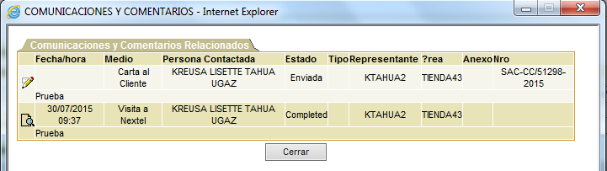 COMUNICACIONES Y COMENTARIOS - Internet Explorer
Comunicaciones y Comentarios Relacionados
Fecha/hora Medio Persona Contactada Estado Tipo Representante ?rea Anexo Nro
Carta al Cliente KREUSA LISETTE TAHUA UGAZ Enviada KTAHUA2 TIENDA43 SAC-CC/51298-2015
Prueba
30/07/2015 09:37 Visita a Nextel KREUSA LISETTE TAHUA UGAZ Completed KTAHUA2 TIENDA43
Prueba
Cerrar